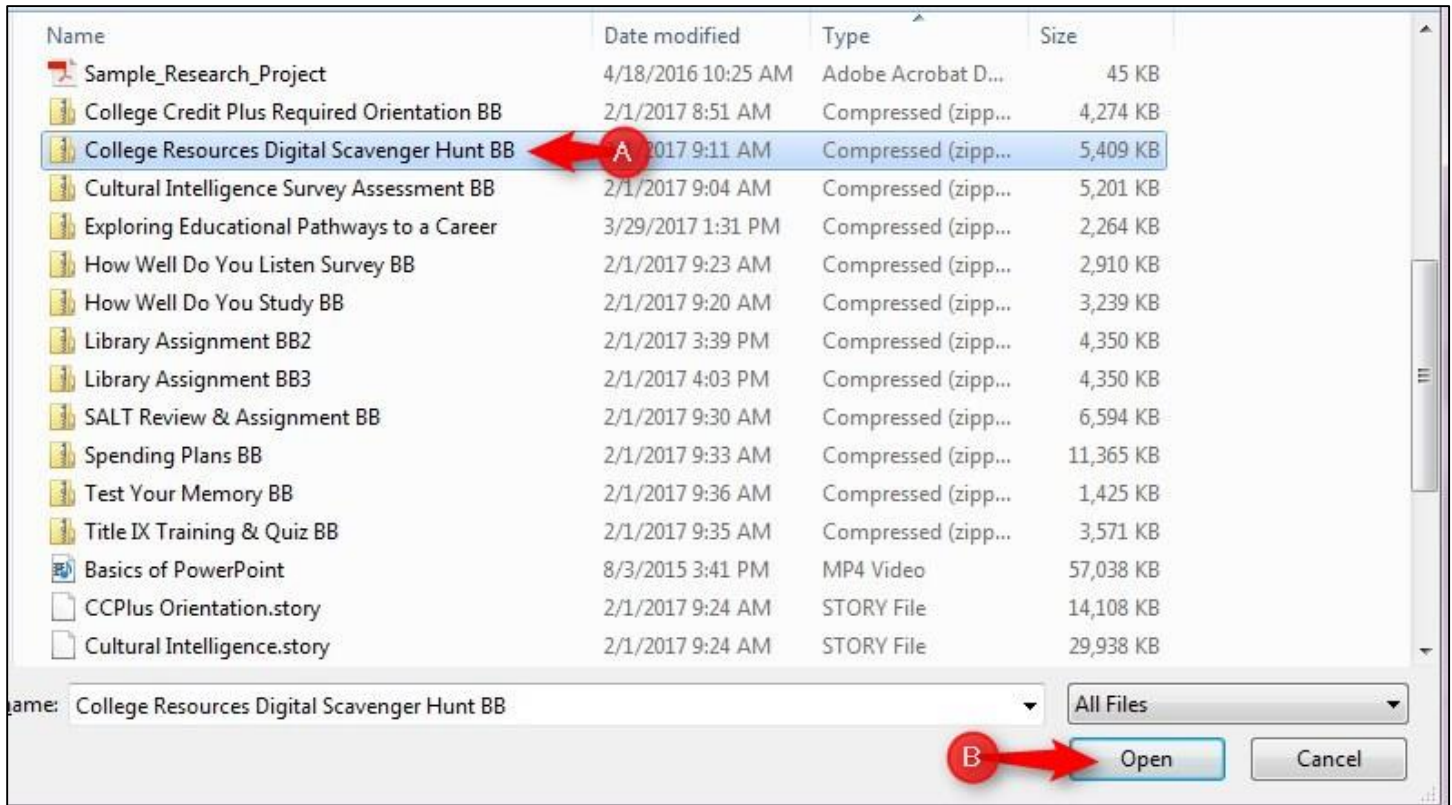 Name Date modified Type Size
Sample_Research_Project 4/18/2016 10:25 AM Adobe Acrobat D... 45 KB
College Credit Plus Required Orientation BB 2/1/2017 8:51 AM Compressed (zipp... 4,274 KB
College Resources Digital Scavenger Hunt BB A 2017 9:11 AM Compressed (zipp... 5,409 KB
Cultural Intelligence Survey Assessment BB 2/1/2017 9:04 AM Compressed (zipp... 5,201 KB
Exploring Educational Pathways to a Career 3/29/2017 1:31 PM Compressed (zipp... 2,264 KB
How Well Do You Listen Survey BB 2/1/2017 9:23 AM Compressed (zipp... 2,910 KB
How Well Do You Study BB 2/1/2017 9:20 AM Compressed (zipp... 3,239 KB
Library Assignment BB2 2/1/2017 3:39 PM Compressed (zipp... 4,350 KB
Library Assignment BB3 2/1/2017 4:03 PM Compressed (zipp... 4,350 KB
SALT Review & Assignment BB 2/1/2017 9:30 AM Compressed (zipp... 6,594 KB
Spending Plans BB 2/1/2017 9:33 AM Compressed (zipp... 11,365 KB
Test Your Memory BB 2/1/2017 9:36 AM Compressed (zipp... 1,425 KB
Title IX Training & Quiz BB 2/1/2017 9:35 AM Compressed (zipp... 3,571 KB
Basics of PowerPoint 8/3/2015 3:41 PM MP4 Video 57,038 KB
CCPlus Orientation.story 2/1/2017 9:24 AM STORY File 14,108 KB
Cultural Intelligence.story 2/1/2017 9:24 AM STORY File 29,938 KB
name: College Resources Digital Scavenger Hunt BB All Files
B Open Cancel